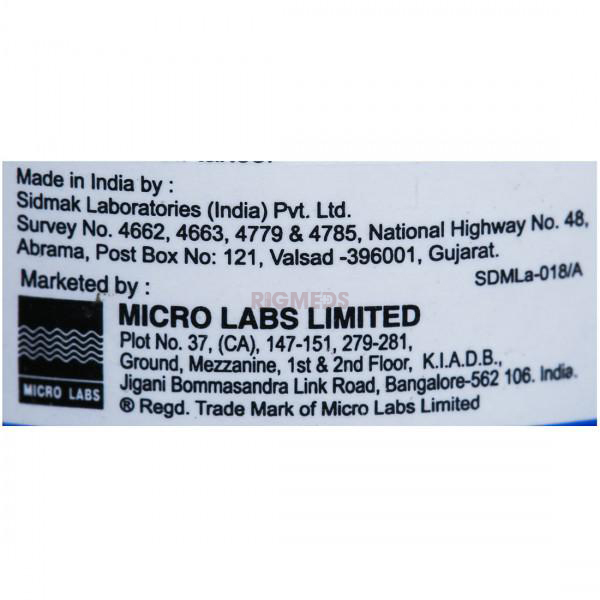 Made in India by :
Sidmak Laboratories (India) Pvt. Ltd.
Survey No. 4662, 4663, 4779 & 4785, National Highway No. 48,
Abrama, Post Box No: 121, Valsad -396001, Gujarat.
SDMLa-018/A
Marketed by :
RIGMEDS
MICRO LABS LIMITED
Plot No. 37, (CA), 147-151, 279-281,
Ground, Mezzanine, 1st & 2nd Floor, K.I.A.D.B.,
Jigani Bommasandra Link Road, Bangalore-562 106. India.
® Regd. Trade Mark of Micro Labs Limited
MICRO LABS